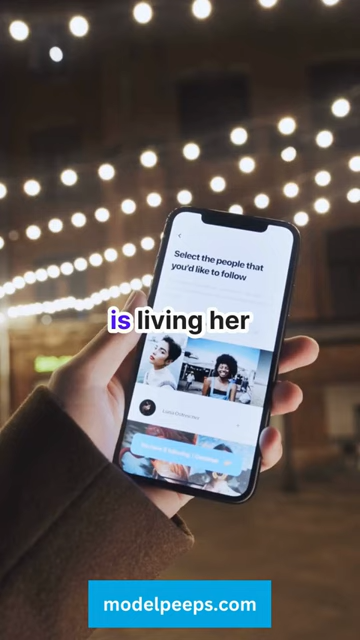 Select the people that
you'd like to follow
is living her
modelpeeps.com